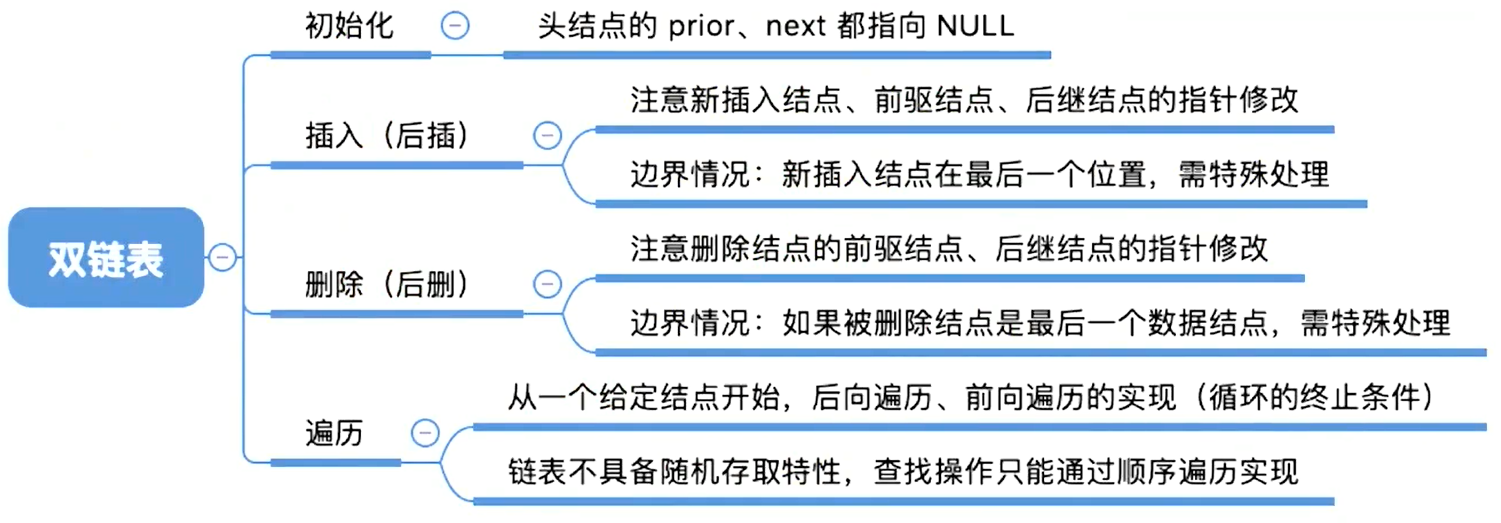 双链表
初始化
头结点的 prior、next 都指向 NULL
插入（后插）
注意新插入结点、前驱结点、后继结点的指针修改
边界情况：新插入结点在最后一个位置，需特殊处理
删除（后删）
注意删除结点的前驱结点、后继结点的指针修改
边界情况：如果被删除结点是最后一个数据结点，需特殊处理
遍历
从一个给定结点开始，后向遍历、前向遍历的实现（循环的终止条件）
链表不具备随机存取特性，查找操作只能通过顺序遍历实现